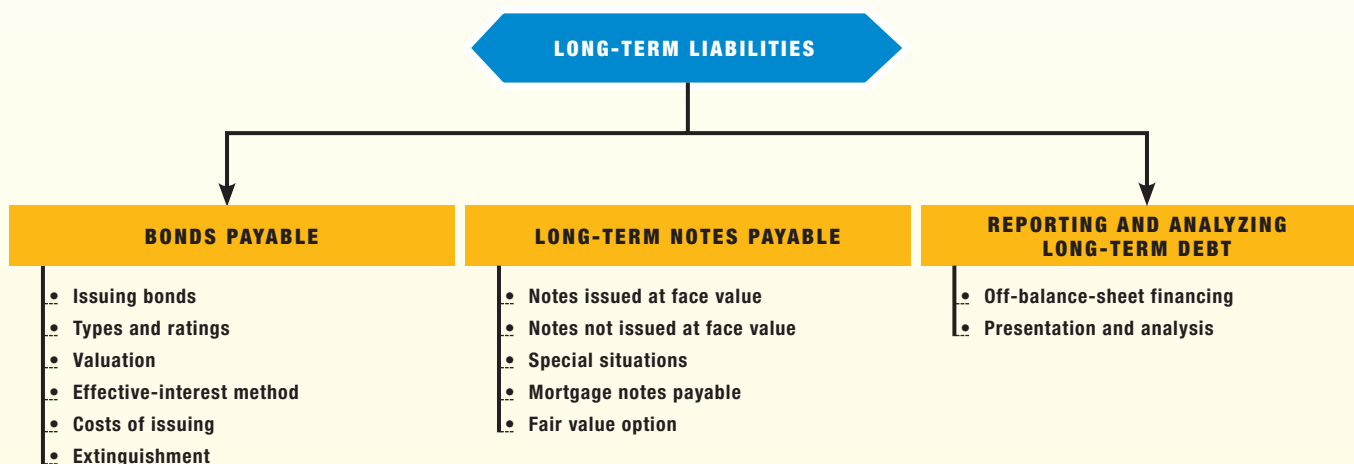 LONG-TERM LIABILITIES
BONDS PAYABLE
• Issuing bonds
• Types and ratings
• Valuation
• Effective-interest method
• Costs of issuing
• Extinguishment
LONG-TERM NOTES PAYABLE
• Notes issued at face value
• Notes not issued at face value
• Special situations
• Mortgage notes payable
• Fair value option
REPORTING AND ANALYZING
LONG-TERM DEBT
• Off-balance-sheet financing
• Presentation and analysis